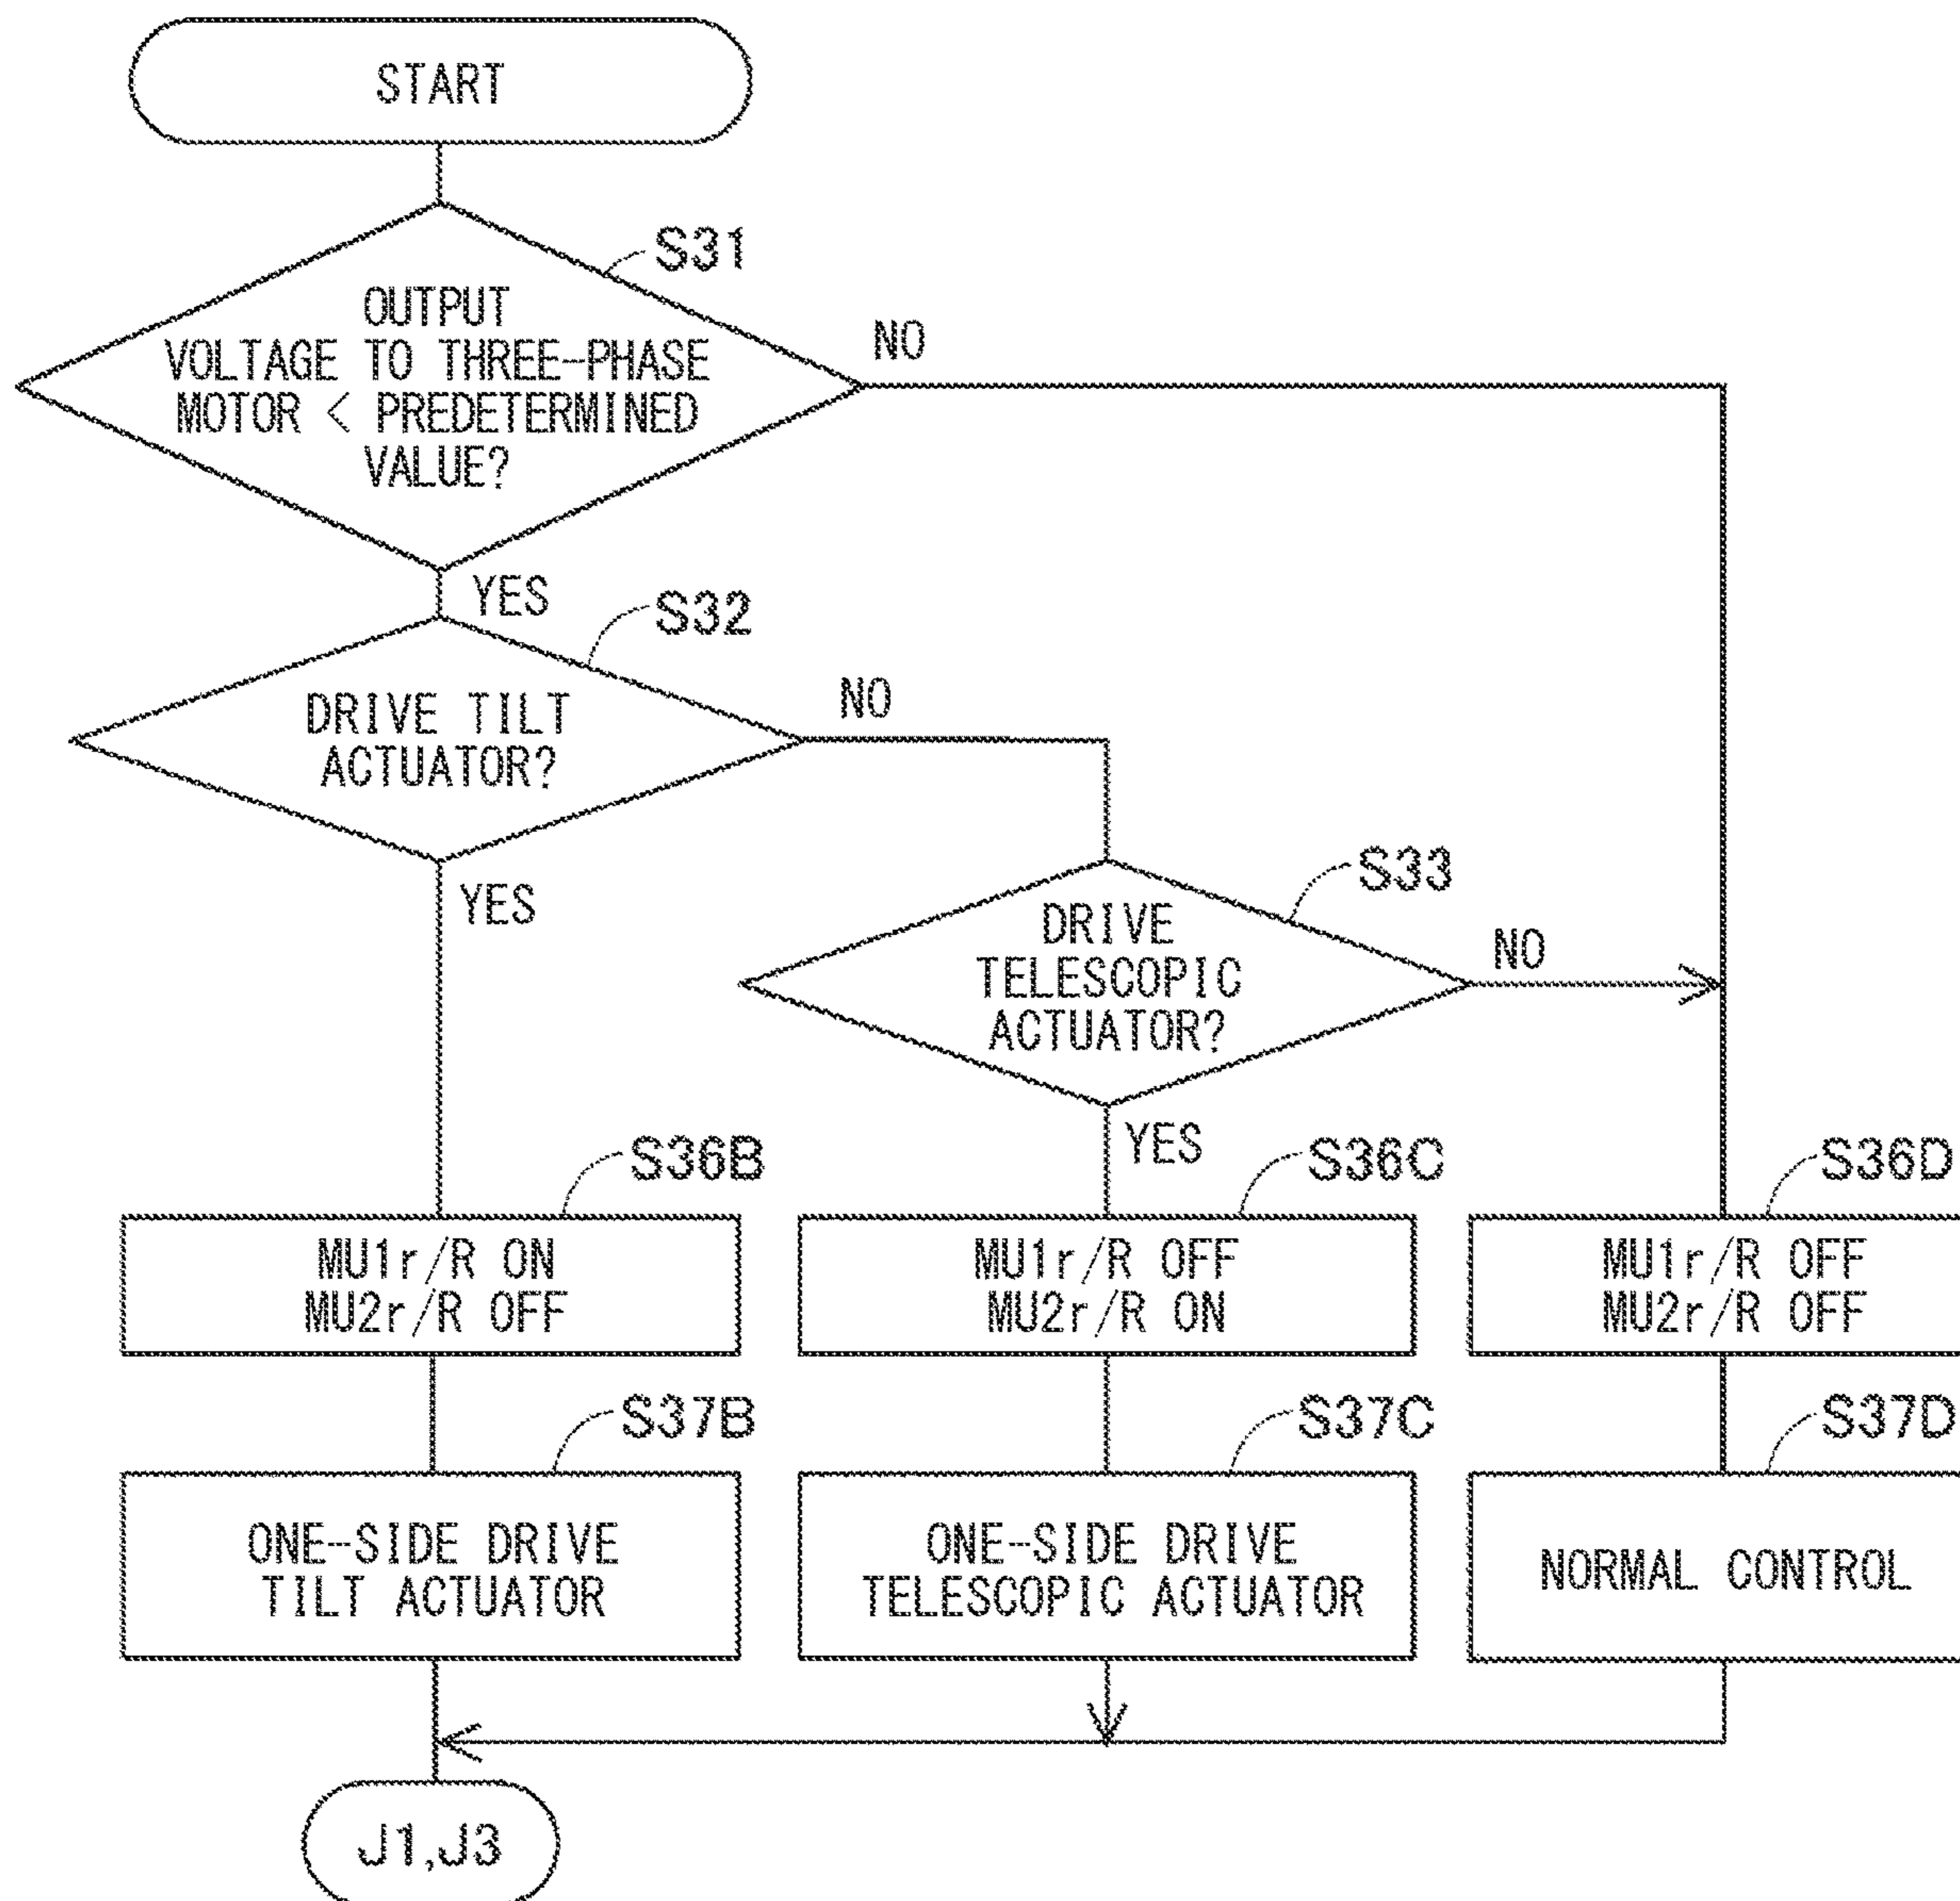 START
S31
OUTPUT
VOLTAGE TO THREE-PHASE
MOTOR < PREDETERMINED
VALUE?
NO
YES
S32
DRIVE TILT
ACTUATOR?
NO
YES
S33
DRIVE
TELESCOPIC
ACTUATOR?
NO
YES
S36B
MU1r/R ON
MU2r/R OFF
S36C
MU1r/R OFF
MU2r/R ON
S36D
MU1r/R OFF
MU2r/R OFF
S37B
ONE-SIDE DRIVE
TILT ACTUATOR
S37C
ONE-SIDE DRIVE
TELESCOPIC ACTUATOR
S37D
NORMAL CONTROL
J1,J3